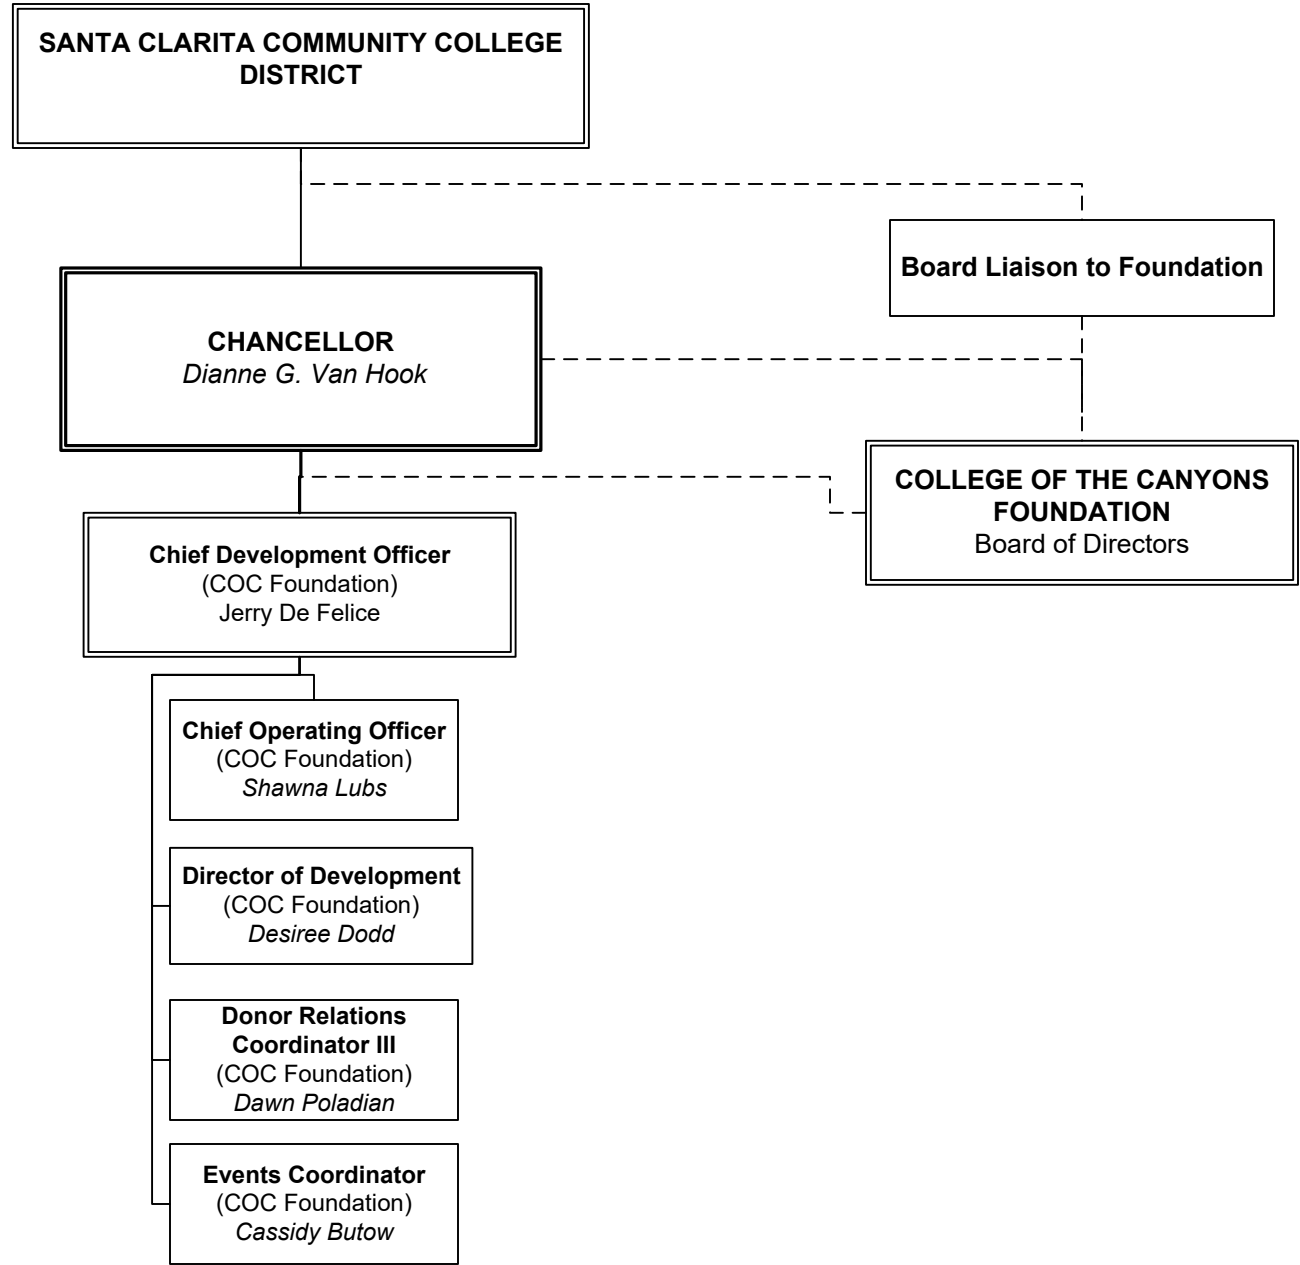 SANTA CLARITA COMMUNITY COLLEGE
DISTRICT
Board Liaison to Foundation
CHANCELLOR
Dianne G. Van Hook
COLLEGE OF THE CANYONS
FOUNDATION
Board of Directors
Chief Development Officer
(COC Foundation)
Jerry De Felice
Chief Operating Officer
(COC Foundation)
Shawna Lubs
Director of Development
(COC Foundation)
Desiree Dodd
Donor Relations
Coordinator III
(COC Foundation)
Dawn Poladian
Events Coordinator
(COC Foundation)
Cassidy Butow